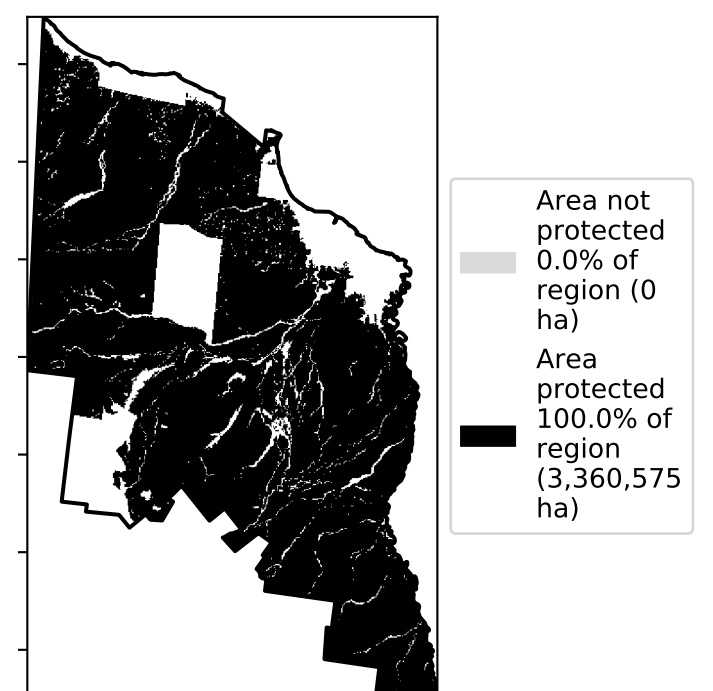 Area not
protected
0.0% of
region (0
ha)
Area
protected
100.0% of
region
(3,360,575
ha)